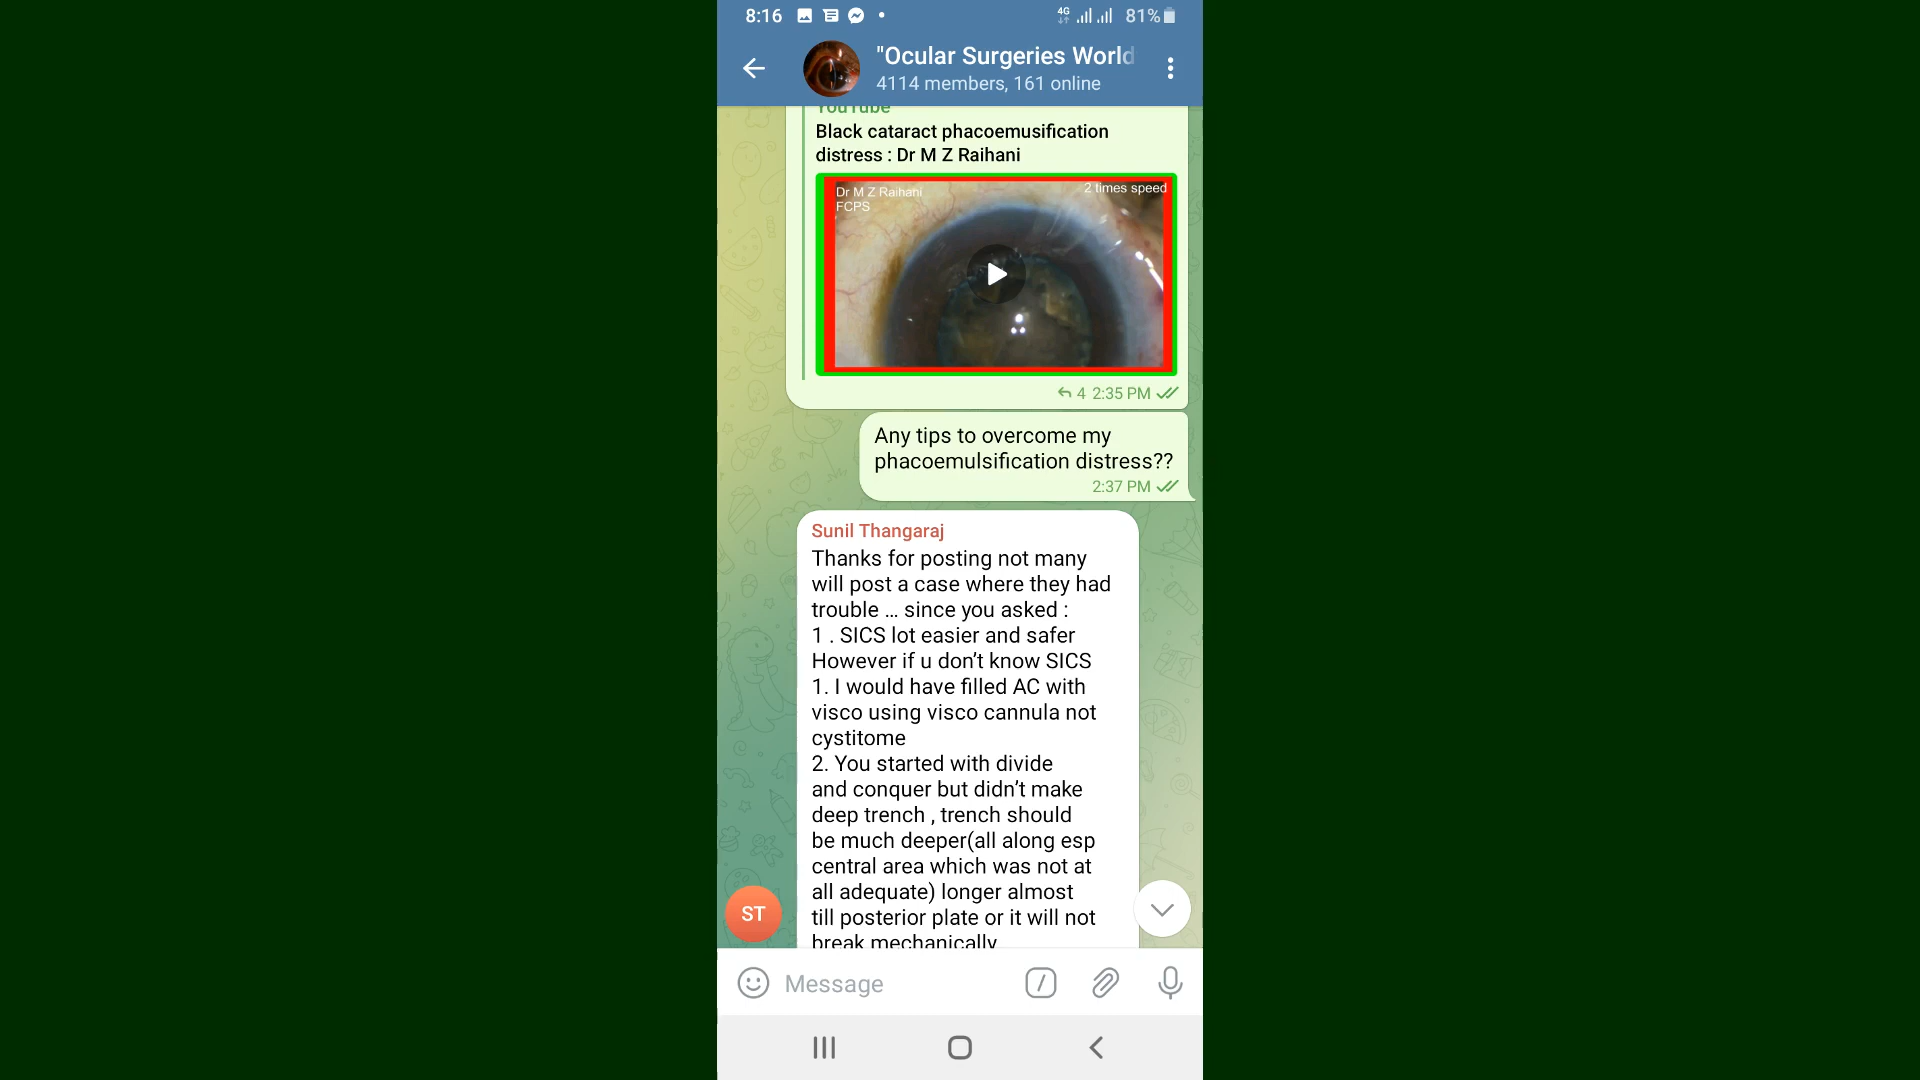 8:16
4G
81%
"Ocular Surgeries World
4114 members, 161 online
YouTube
Black cataract phacoemusification
distress : Dr M Z Raihani
Dr M Z Raihani
FCPS
2 times speed
4 2:35 PM
Any tips to overcome my
phacoemulsification distress??
2:37 PM
Sunil Thangaraj
Thanks for posting not many
will post a case where they had
trouble ... since you asked :
1 . SICS lot easier and safer
However if u don't know SICS
1. I would have filled AC with
visco using visco cannula not
cystitome
2. You started with divide
and conquer but didn't make
deep trench , trench should
be much deeper(all along esp
central area which was not at
all adequate) longer almost
till posterior plate or it will not
break mechanically
ST
Message